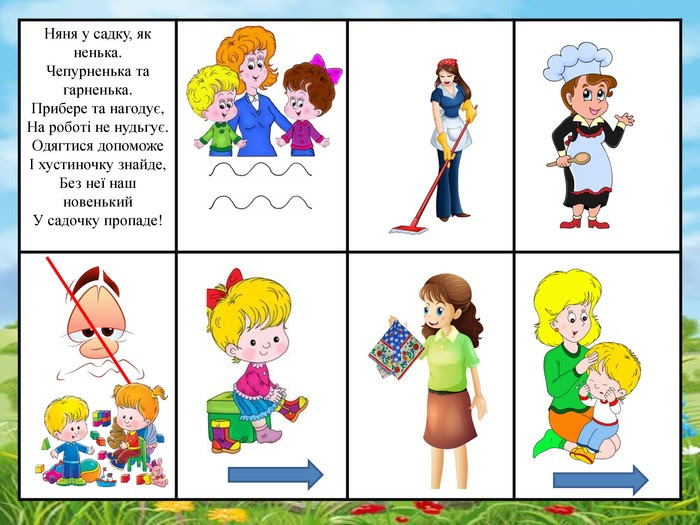 Няня у садку, як
ненька.
Чепурненька та
гарненька.
Прибере та нагодує,
На роботі не нудьгує.
Одягтися допоможе
І хустиночку знайде,
Без неї наш
новенький
У садочку пропаде!